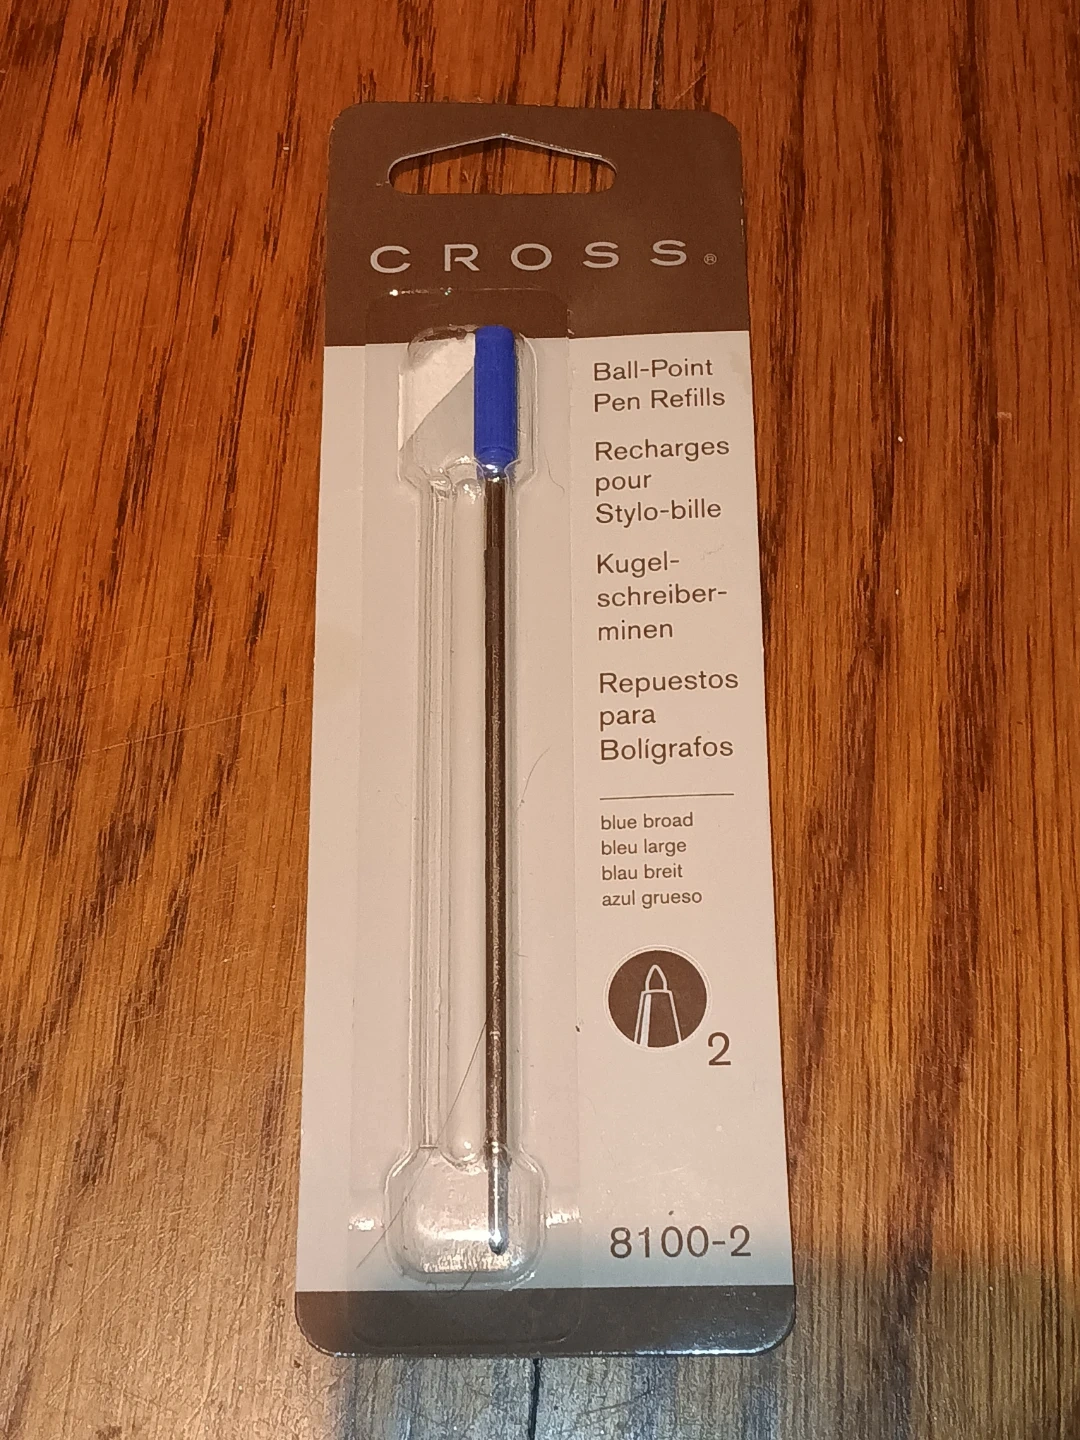 CROSS®
Ball-Point
Pen Refills
Recharges
pour
Stylo-bille
Kugel-
schreiber-
minen
Repuestos
para
Bolígrafos
blue broad
bleu large
blau breit
azul grueso
2
8100-2